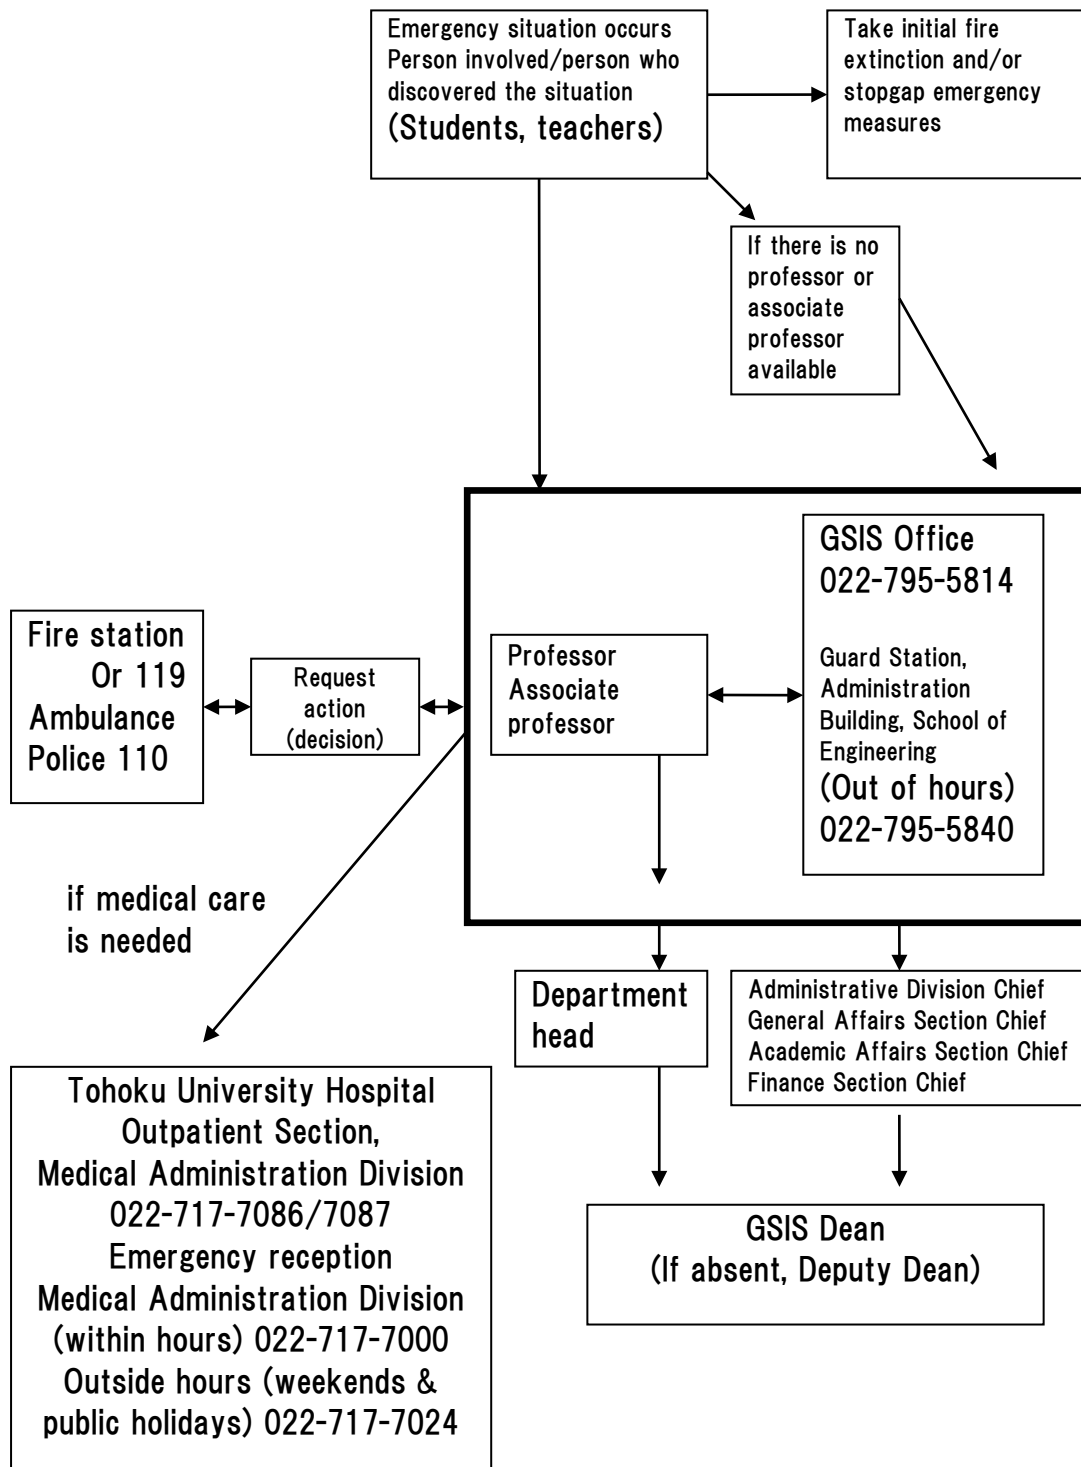 Emergency situation occurs
Person involved/person who
discovered the situation
(Students, teachers)
Take initial fire
extinction and/or
stopgap emergency
measures
If there is no
professor or
associate
professor
available
GSIS Office
022-795-5814
Guard Station,
Administration
Building, School of
Engineering
(Out of hours)
022-795-5840
Professor
Associate
professor
Request
action
(decision)
Fire station
Or 119
Ambulance
Police 110
if medical care
is needed
Department
head
Administrative Division Chief
General Affairs Section Chief
Academic Affairs Section Chief
Finance Section Chief
Tohoku University Hospital
Outpatient Section,
Medical Administration Division
022-717-7086/7087
Emergency reception
Medical Administration Division
(within hours) 022-717-7000
Outside hours (weekends &
public holidays) 022-717-7024
GSIS Dean
(If absent, Deputy Dean)